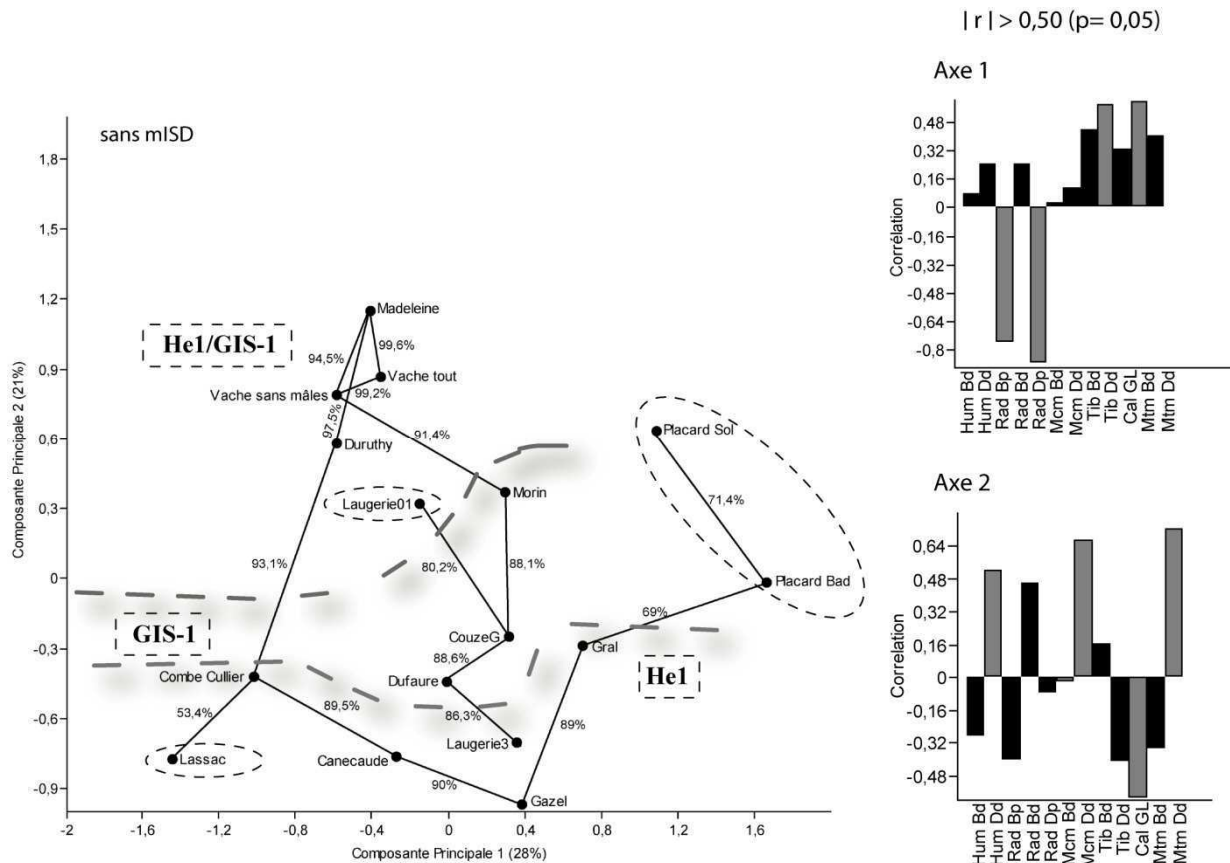 | r | > 0,50 (p= 0,05)
sans mISD
Composante Principale 2 (21%)
1,8
1,5
1,2
0,9
0,6
0,3
0
-0,3
-0,6
-0,9
-2
-1,6
-1,2
-0,8
-0,4
0
0,4
0,8
1,2
1,6
Composante Principale 1 (28%)
He1/GIS-1
Madeleine
94,5%
99,6%
Vache tout
99,2%
Vache sans mâles
97,5%
91,4%
Duruthy
Placard Sol
Laugerie01
Morin
71,4%
93,1%
80,2%
88,1%
Placard Bad
69%
GIS-1
CouzeG
Gral
He1
88,6%
Combe Cullier
Dufaure
89,5%
86,3%
53,4%
89%
Laugerie3
Lassac
Canecaude
90%
Gazel
Axe 1
Corrélation
0,48
0,32
0,16
0
-0,16
-0,32
-0,48
-0,64
-0,8
Hum Bd
Hum Dd
Rad Bp
Rad Bd
Rad Dp
Mcm Bd
Mcm Dd
Tib Bd
Tib Dd
Cal GL
Mtm Bd
Mtm Dd
Axe 2
Correlation
0,64
0,48
0,32
0,16
0
-0,16
-0,32
-0,48
Hum Bd
Hum Dd
Rad Bp
Rad Bd
Rad Dp
Mcm Bd
Mcm Dd
Tib Bd
Tib Dd
Cal GL
Mtm Bd
Mtm Dd